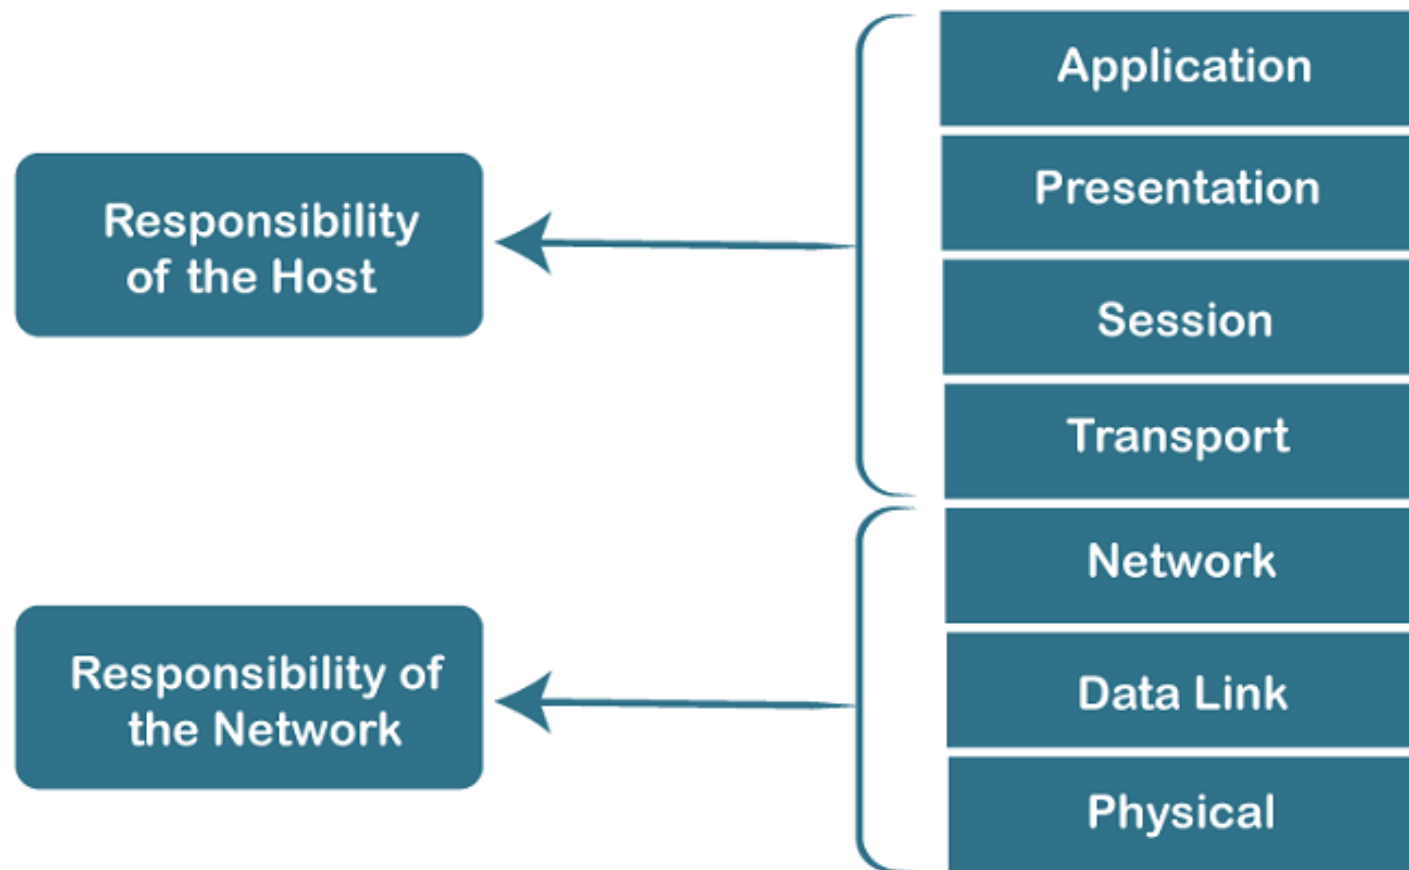 Application
Presentation
Responsibility
of the Host
Session
Transport
Network
Responsibility of
the Network
Data Link
Physical